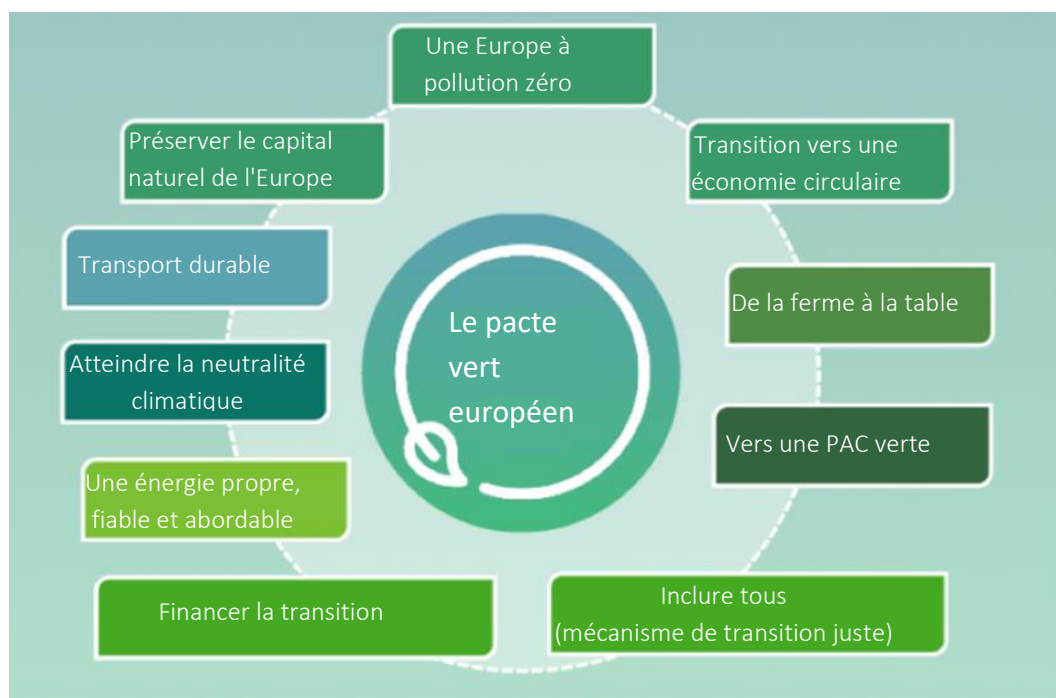 Une Europe à
pollution zéro
Préserver le capital
naturel de l'Europe
Transition vers une
économie circulaire
Transport durable
De la ferme à la table
Le pacte
vert
européen
Atteindre la neutralité
climatique
Vers une PAC verte
Une énergie propre,
fiable et abordable
Financer la transition
Inclure tous
(mécanisme de transition juste)